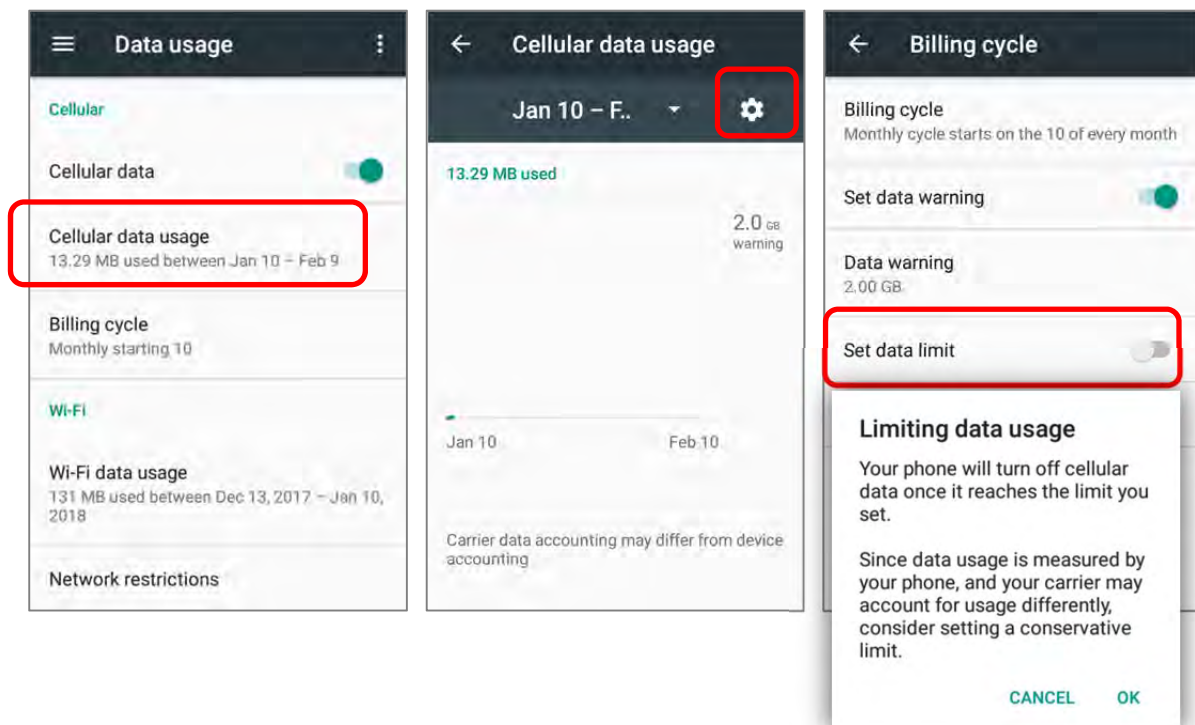 Data usage
Cellular
Cellular data
Cellular data usage
13.29 MB used between Jan 10 – Feb 9
Billing cycle
Monthly starting 10
Wi-Fi
Wi-Fi data usage
131 MB used between Dec 13, 2017 – Jan 10,
2018
Network restrictions
Cellular data usage
Jan 10 – F..
13.29 MB used
2.0 GB
warning
Jan 10
Feb 10
Carrier data accounting may differ from device
accounting
Billing cycle
Billing cycle
Monthly cycle starts on the 10 of every month
Set data warning
Data warning
2.00 GB
Set data limit
Limiting data usage
Your phone will turn off cellular
data once it reaches the limit you
set.
Since data usage is measured by
your phone, and your carrier may
account for usage differently,
consider setting a conservative
limit.
CANCEL
OK